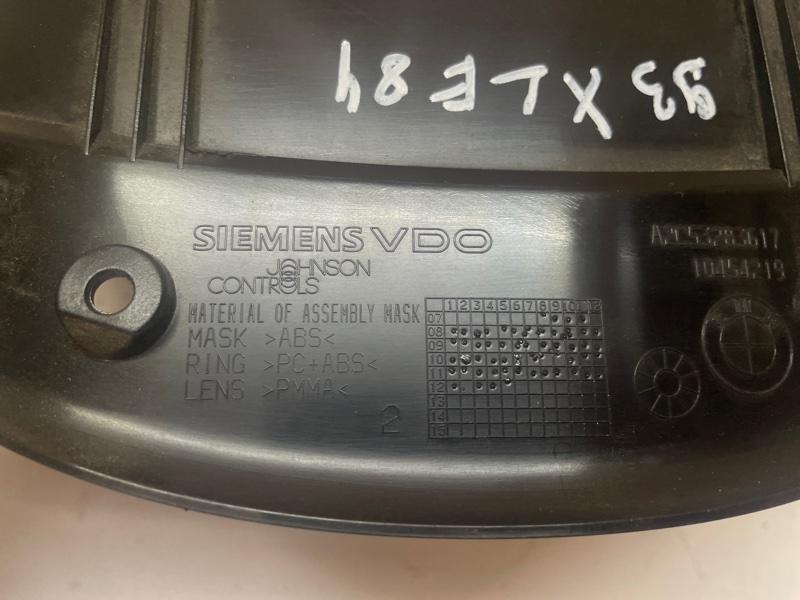 93 XLE84
SIEMENS VDO
JOHNSON
CONTROLS
A2C53283617
10454219
MATERIAL OF ASSEMBLY MASK
MASK >ABS<
RING >PC+ABS<
LENS >PMMA<
2
1 2 3 4 5 6 7 8 9 10 11 12
07
08
09
10
11
12
13
14
15